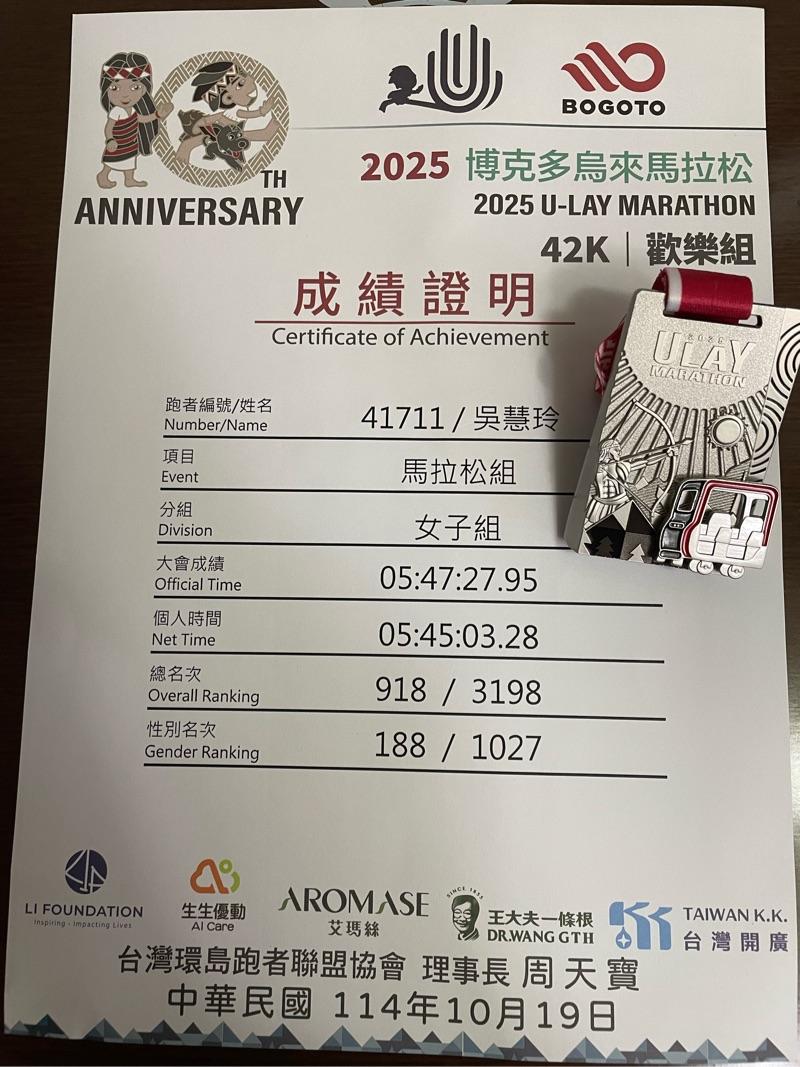 BOGOTO
TH
ANNIVERSARY
2025 博克多烏來馬拉松
2025 U-LAY MARATHON
42K｜歡樂組
成績證明
Certificate of Achievement
2025
ULAY
MARATHON
跑者編號/姓名
Number/Name
41711 / 吳慧玲
項目
Event
馬拉松組
分組
Division
女子組
大會成績
Official Time
05:47:27.95
個人時間
Net Time
05:45:03.28
總名次
Overall Ranking
918 / 3198
性別名次
Gender Ranking
188 / 1027
LI FOUNDATION
Inspiring · Impacting Lives
生生優動
AI Care
AROMASE
艾瑪絲
SINCE 1855
王大夫一條根
DR.WANG GTH
TAIWAN K.K.
台灣開廣
台灣環島跑者聯盟協會 理事長 周天寶
中華民國 114年10月19日